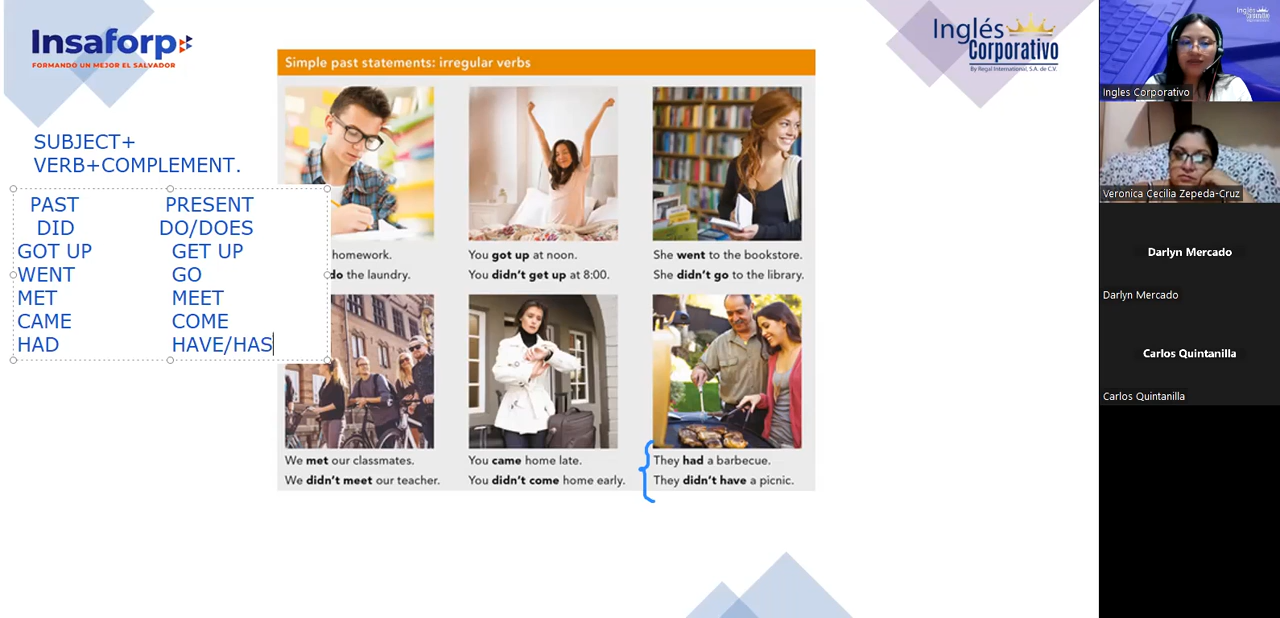 Insaforp
FORMANDO UN MEJOR EL SALVADOR
Inglés
Corporativo
By Regal International, S.A. de C.V.
Simple past statements: irregular verbs
SUBJECT+
VERB+COMPLEMENT.
PAST PRESENT
DID DO/DOES
GOT UP GET UP
WENT GO
MET MEET
CAME COME
HAD HAVE/HAS
homework.
do the laundry.
You got up at noon.
You didn't get up at 8:00.
She went to the bookstore.
She didn't go to the library.
We met our classmates.
We didn't meet our teacher.
You came home late.
You didn't come home early.
They had a barbecue.
They didn't have a picnic.
Ingles Corporativo
Veronica Cecilia Zepeda-Cruz
Darlyn Mercado
Darlyn Mercado
Carlos Quintanilla
Carlos Quintanilla